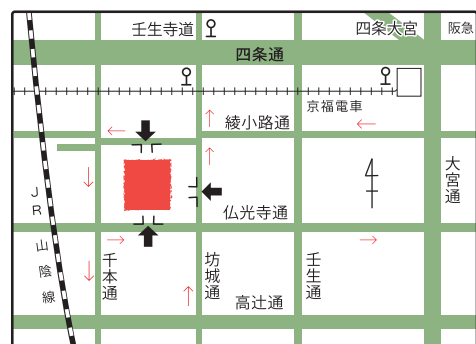 壬生寺道
四条大宮
阪急
四条通
京福電車
綾小路通
大宮通
JR山陰線
仏光寺通
千本通
坊城通
壬生通
高辻通